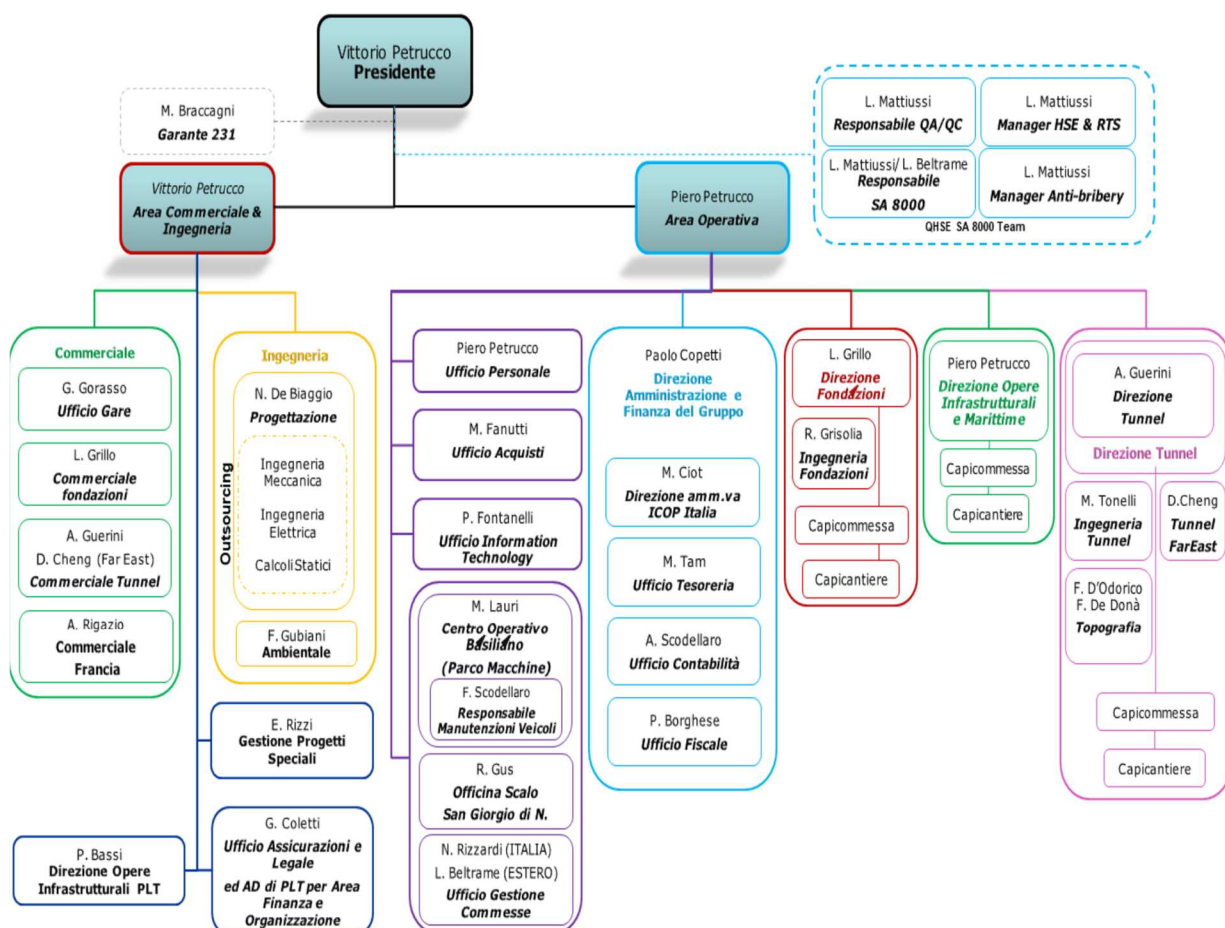 Vittorio Petrucco
Presidente
M. Braccagni
Garante 231
L. Mattiussi
Responsabile QA/QC
L. Mattiussi
Manager HSE & RTS
L. Mattiussi/ L. Beltrame
Responsabile
SA 8000
L. Mattiussi
Manager Anti-bribery
QHSE SA 8000 Team
Vittorio Petrucco
Area Commerciale &
Ingegneria
Piero Petrucco
Area Operativa
Commerciale
G. Gorasso
Ufficio Gare
L. Grillo
Commerciale
fondazioni
A. Guerini
D. Cheng (Far East)
Commerciale Tunnel
A. Rigazio
Commerciale
Francia
Ingegneria
N. De Biaggio
Progettazione
Outsourcing
Ingegneria
Meccanica
Ingegneria
Elettrica
Calcoli Statici
F. Gubiani
Ambientale
E. Rizzi
Gestione Progetti
Speciali
P. Bassi
Direzione Opere
Infrastrutturali PLT
G. Coletti
Ufficio Assicurazioni e
Legale
ed AD di PLT per Area
Finanza e
Organizzazione
Piero Petrucco
Ufficio Personale
M. Fanutti
Ufficio Acquisti
P. Fontanelli
Ufficio Information
Technology
M. Lauri
Centro Operativo
Basiliano
(Parco Macchine)
F. Scodellaro
Responsabile
Manutenzioni Veicoli
R. Gus
Officina Scalo
San Giorgio di N.
N. Rizzardi (ITALIA)
L. Beltrame (ESTERO)
Ufficio Gestione
Commesse
Paolo Copetti
Direzione
Amministrazione e
Finanza del Gruppo
M. Ciot
Direzione amm.va
ICOP Italia
M. Tam
Ufficio Tesoreria
A. Scodellaro
Ufficio Contabilità
P. Borghese
Ufficio Fiscale
L. Grillo
Direzione
Fondazioni
R. Grisolia
Ingegneria
Fondazioni
Capicommessa
Capicantiere
Piero Petrucco
Direzione Opere
Infrastrutturali
e Marittime
Capicommessa
Capicantiere
A. Guerini
Direzione
Tunnel
Direzione Tunnel
M. Tonelli
Ingegneria
Tunnel
D.Cheng
Tunnel
FarEast
F. D'Odorico
F. De Donà
Topografia
Capicommessa
Capicantiere